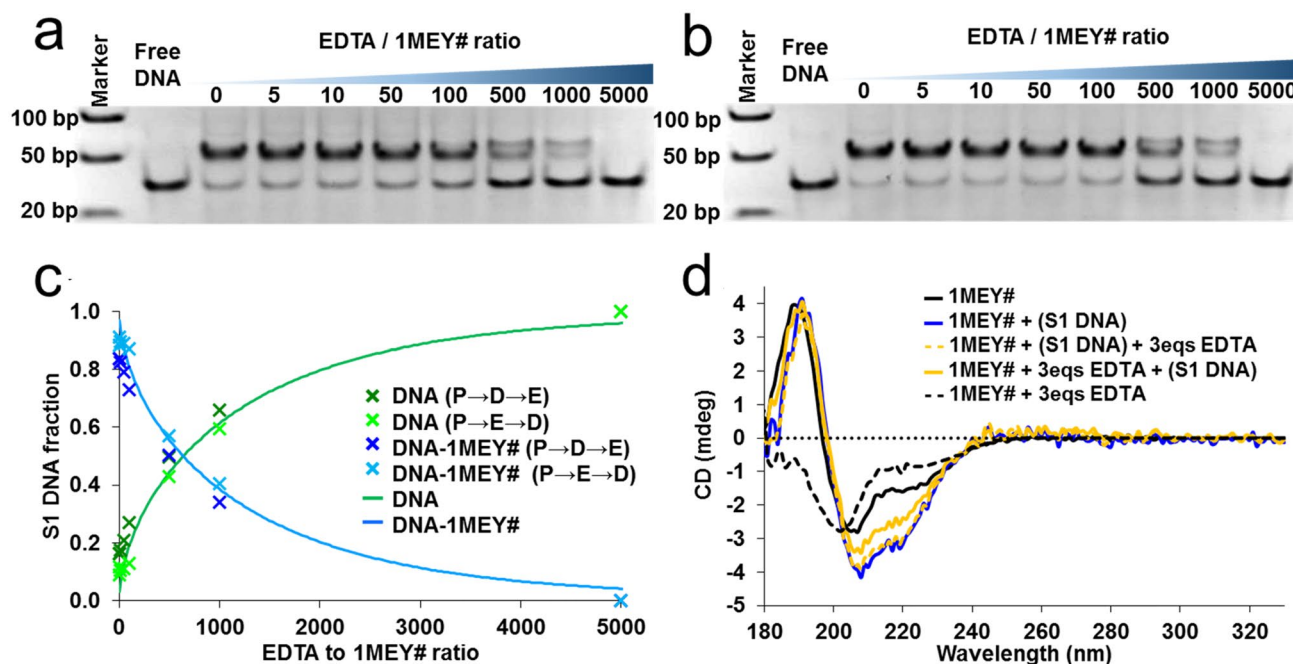 a
EDTA / 1MEY# ratio
Marker
Free
DNA
0 5 10 50 100 500 1000 5000
100 bp
50 bp
20 bp
b
EDTA / 1MEY# ratio
Marker
Free
DNA
0 5 10 50 100 500 1000 5000
100 bp
50 bp
20 bp
c
S1 DNA fraction
1.0
0.8
0.6
0.4
0.2
0.0
DNA (P→D→E)
DNA (P→E→D)
DNA-1MEY# (P→D→E)
DNA-1MEY# (P→E→D)
DNA
DNA-1MEY#
0 1000 2000 3000 4000 5000
EDTA to 1MEY# ratio
d
CD (mdeg)
4
3
2
1
0
-1
-2
-3
-4
-5
1MEY#
1MEY# + (S1 DNA)
1MEY# + (S1 DNA) + 3eqs EDTA
1MEY# + 3eqs EDTA + (S1 DNA)
1MEY# + 3eqs EDTA
180 200 220 240 260 280 300 320
Wavelength (nm)